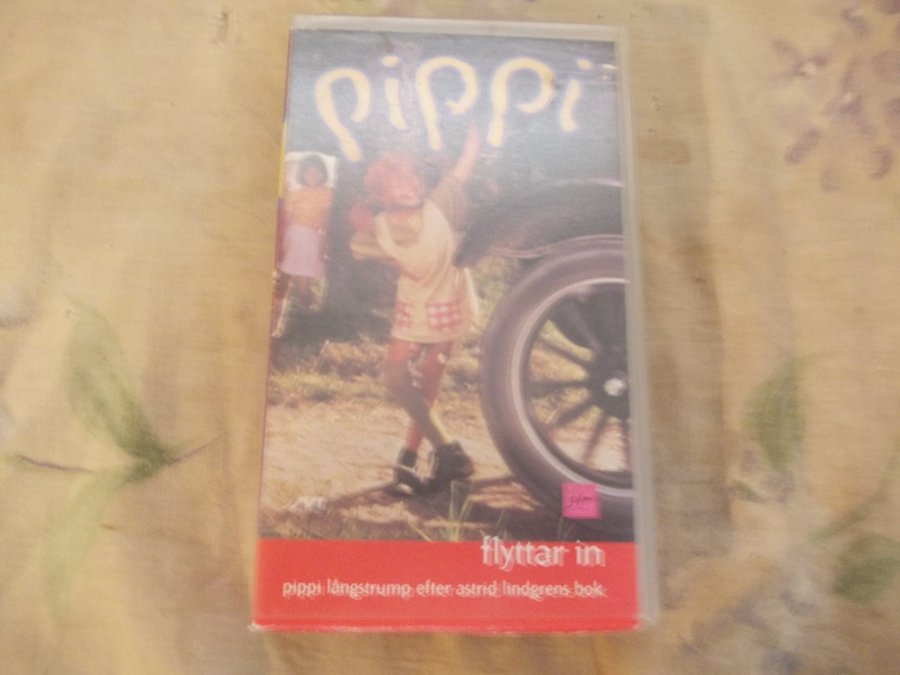 pippi
flyttar in
pippi långstrump efter astrid lindgrens bok